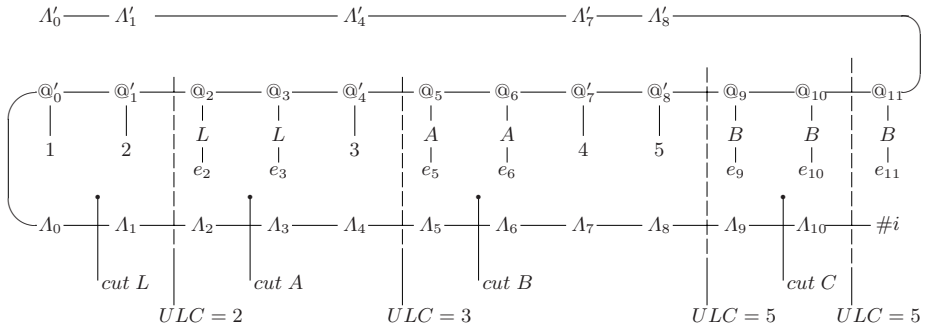 Λ′₀ Λ′₁ Λ′₄ Λ′₇ Λ′₈
@′₀ @′₁ @₂ @₃ @′₄ @₅ @₆ @′₇ @′₈ @₉ @₁₀ @₁₁
L L A A B B B
1 2 3 4 5
e₂ e₃ e₅ e₆ e₉ e₁₀ e₁₁
Λ₀ Λ₁ Λ₂ Λ₃ Λ₄ Λ₅ Λ₆ Λ₇ Λ₈ Λ₉ Λ₁₀ #i
cut L cut A cut B cut C
ULC = 2 ULC = 3 ULC = 5 ULC = 5